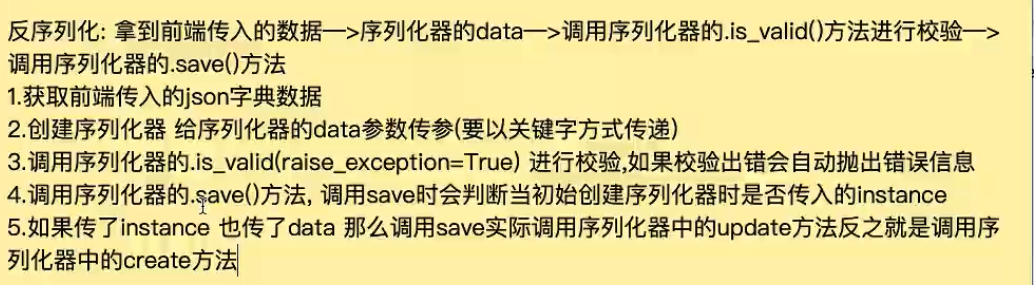 反序列化: 拿到前端传入的数据—>序列化器的data—>调用序列化器的.is_valid()方法进行校验—>
调用序列化器的.save()方法
1.获取前端传入的json字典数据
2.创建序列化器 给序列化器的data参数传参(要以关键字方式传递)
3.调用序列化器的.is_valid(raise_exception=True) 进行校验,如果校验出错会自动抛出错误信息
4.调用序列化器的.save()方法, 调用save时会判断当初始创建序列化器时是否传入的instance
5.如果传了instance 也传了data 那么调用save实际调用序列化器中的update方法反之就是调用序
列化器中的create方法